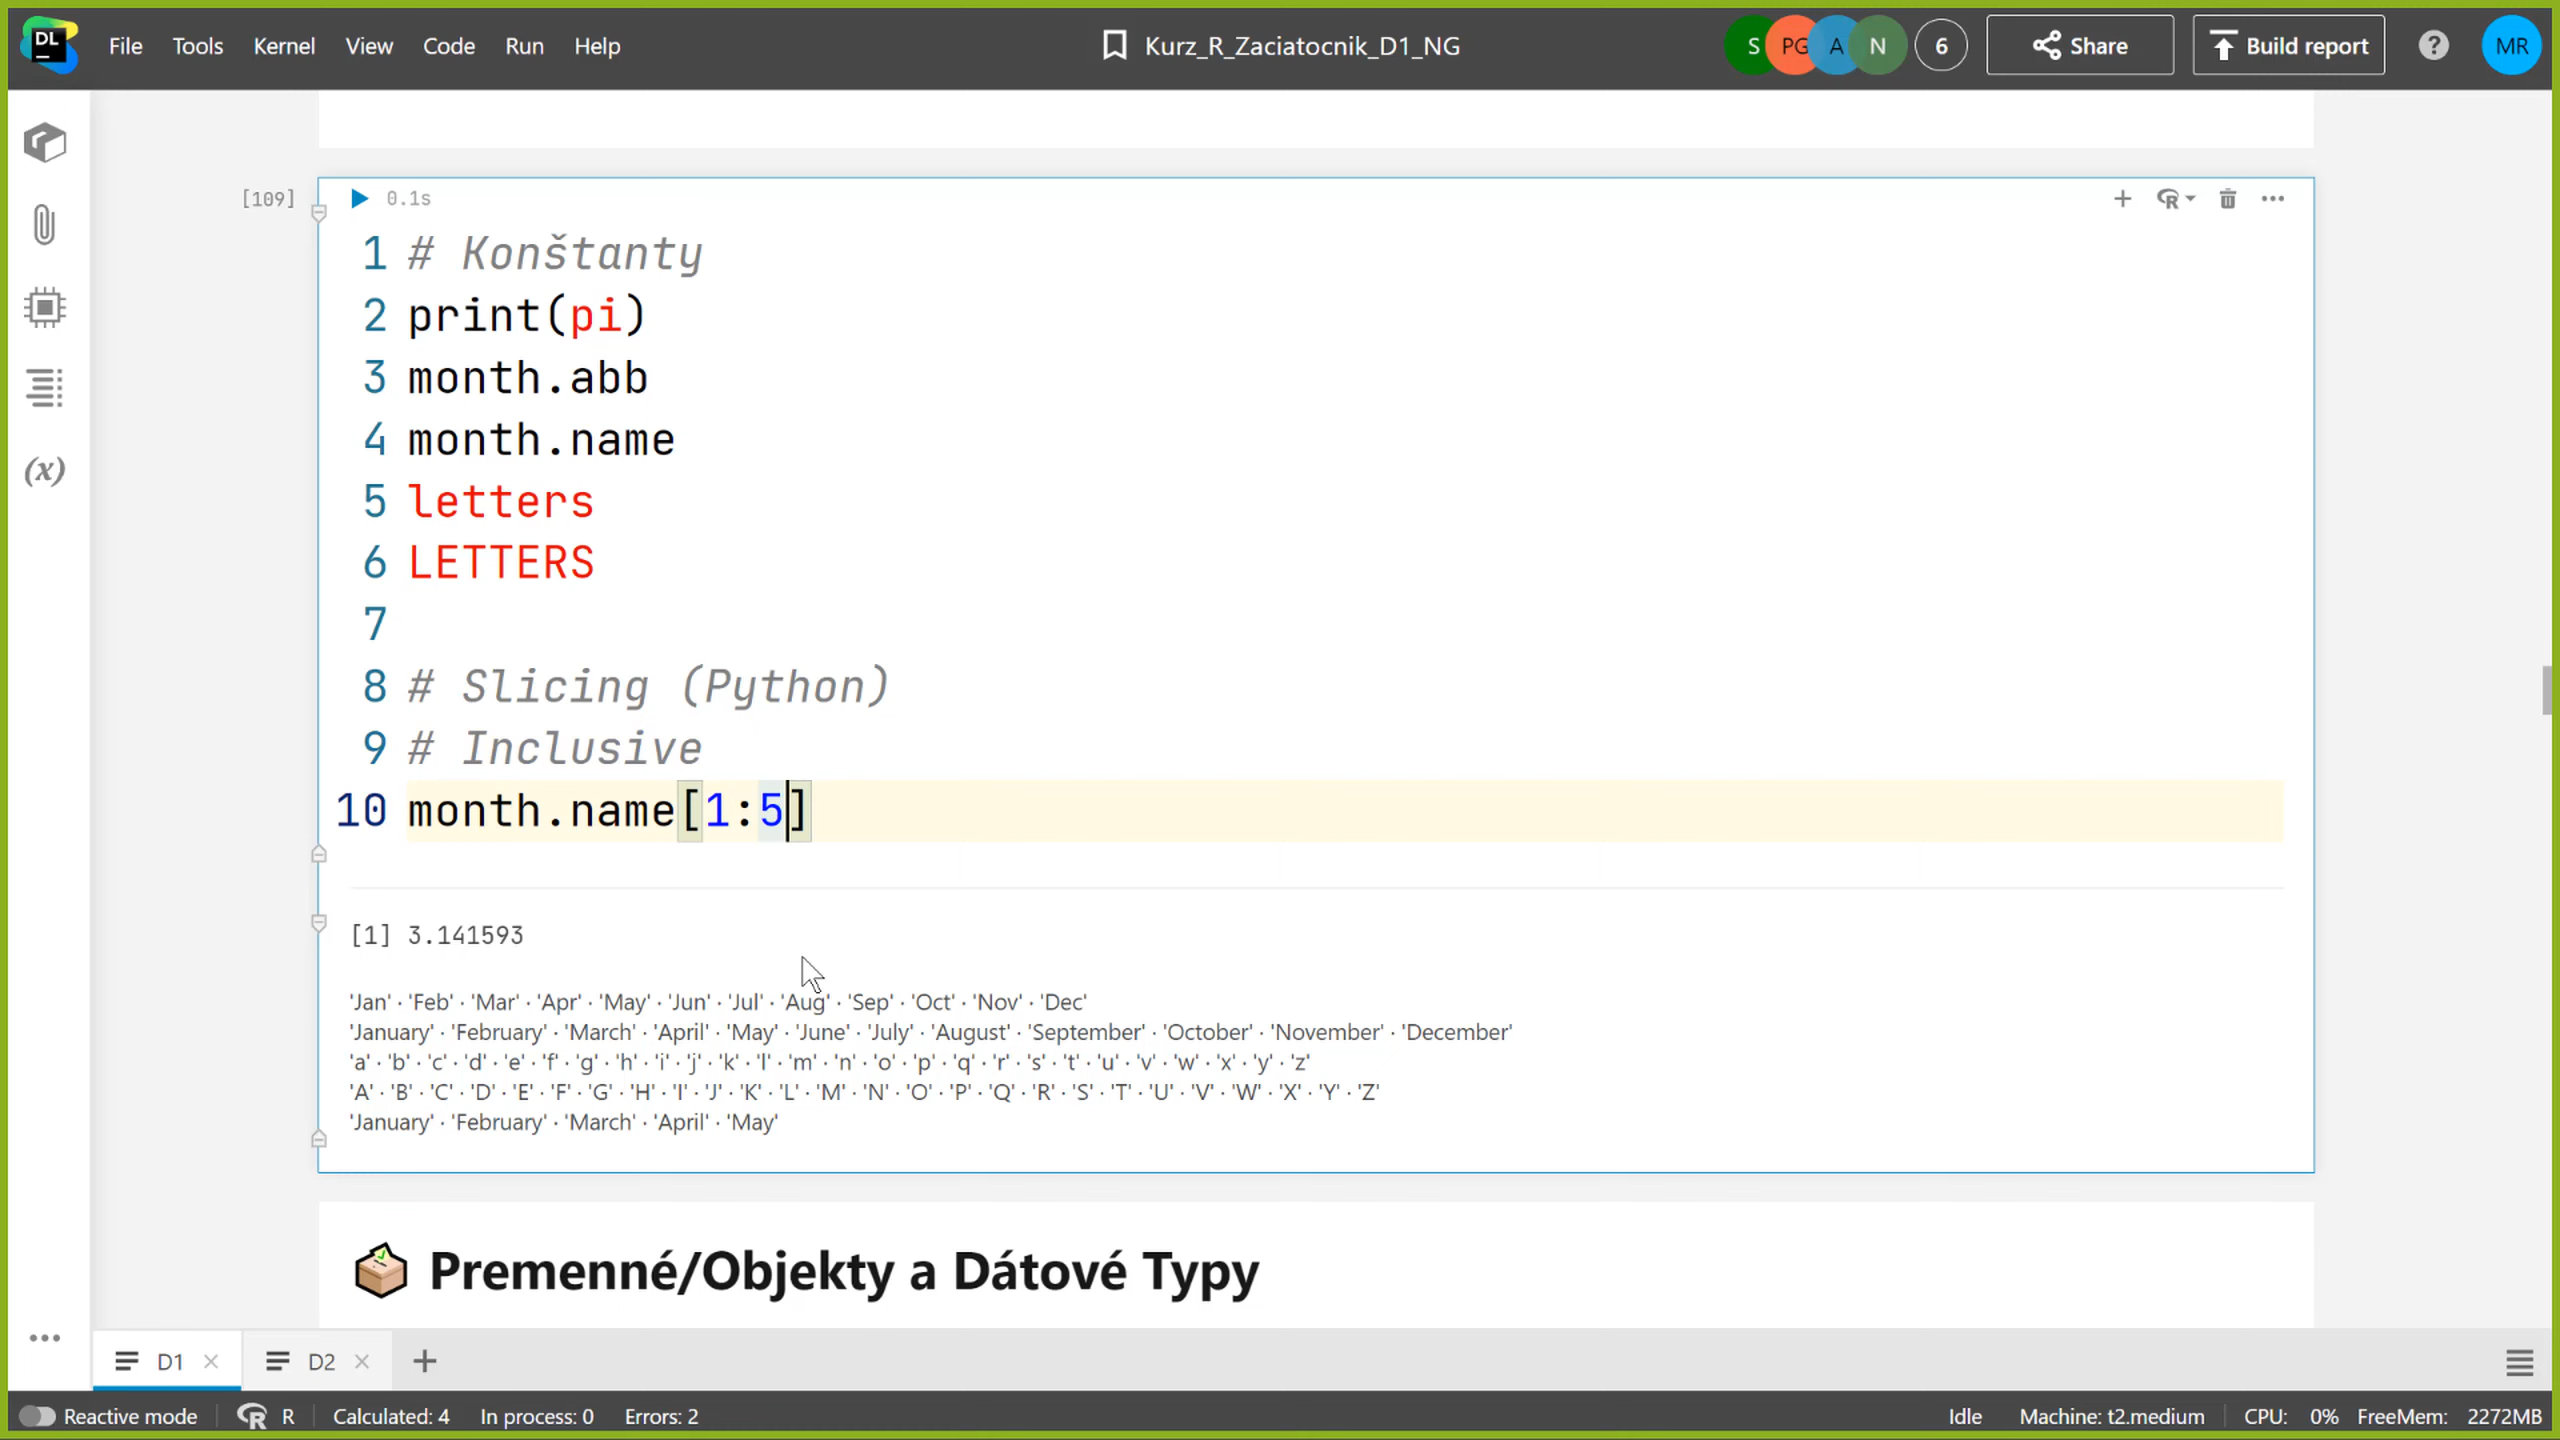 DL File Tools Kernel View Code Run Help Kurz_R_Zaciatocnik_D1_NG S PG A N 6 Share Build report ? MR
[109] 0.1s
1 # Konštanty
2 print(pi)
3 month.abb
4 month.name
5 letters
6 LETTERS
7
8 # Slicing (Python)
9 # Inclusive
10 month.name[1:5]
(x)
[1] 3.141593
'Jan' · 'Feb' · 'Mar' · 'Apr' · 'May' · 'Jun' · 'Jul' · 'Aug' · 'Sep' · 'Oct' · 'Nov' · 'Dec'
'January' · 'February' · 'March' · 'April' · 'May' · 'June' · 'July' · 'August' · 'September' · 'October' · 'November' · 'December'
'a' · 'b' · 'c' · 'd' · 'e' · 'f' · 'g' · 'h' · 'i' · 'j' · 'k' · 'l' · 'm' · 'n' · 'o' · 'p' · 'q' · 'r' · 's' · 't' · 'u' · 'v' · 'w' · 'x' · 'y' · 'z'
'A' · 'B' · 'C' · 'D' · 'E' · 'F' · 'G' · 'H' · 'I' · 'J' · 'K' · 'L' · 'M' · 'N' · 'O' · 'P' · 'Q' · 'R' · 'S' · 'T' · 'U' · 'V' · 'W' · 'X' · 'Y' · 'Z'
'January' · 'February' · 'March' · 'April' · 'May'
Premenné/Objekty a Dátové Typy
D1 D2
Reactive mode R Calculated: 4 In process: 0 Errors: 2 Idle Machine: t2.medium CPU: 0% FreeMem: 2272MB